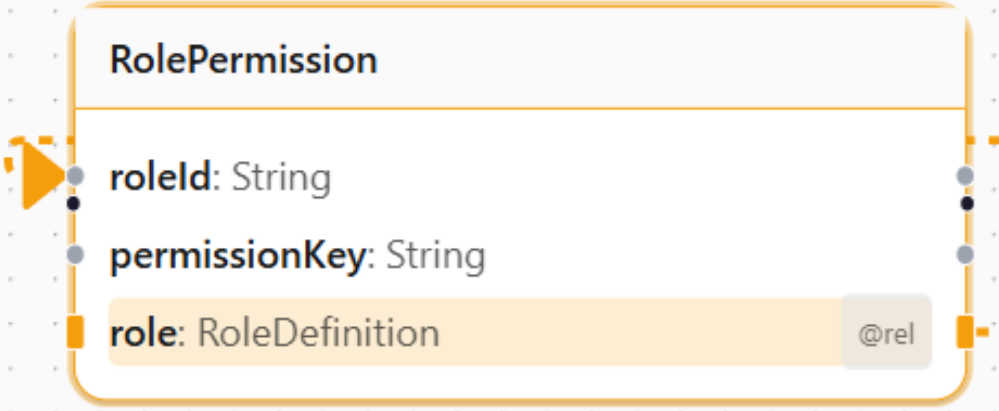 RolePermission
roleId: String
permissionKey: String
role: RoleDefinition @rel